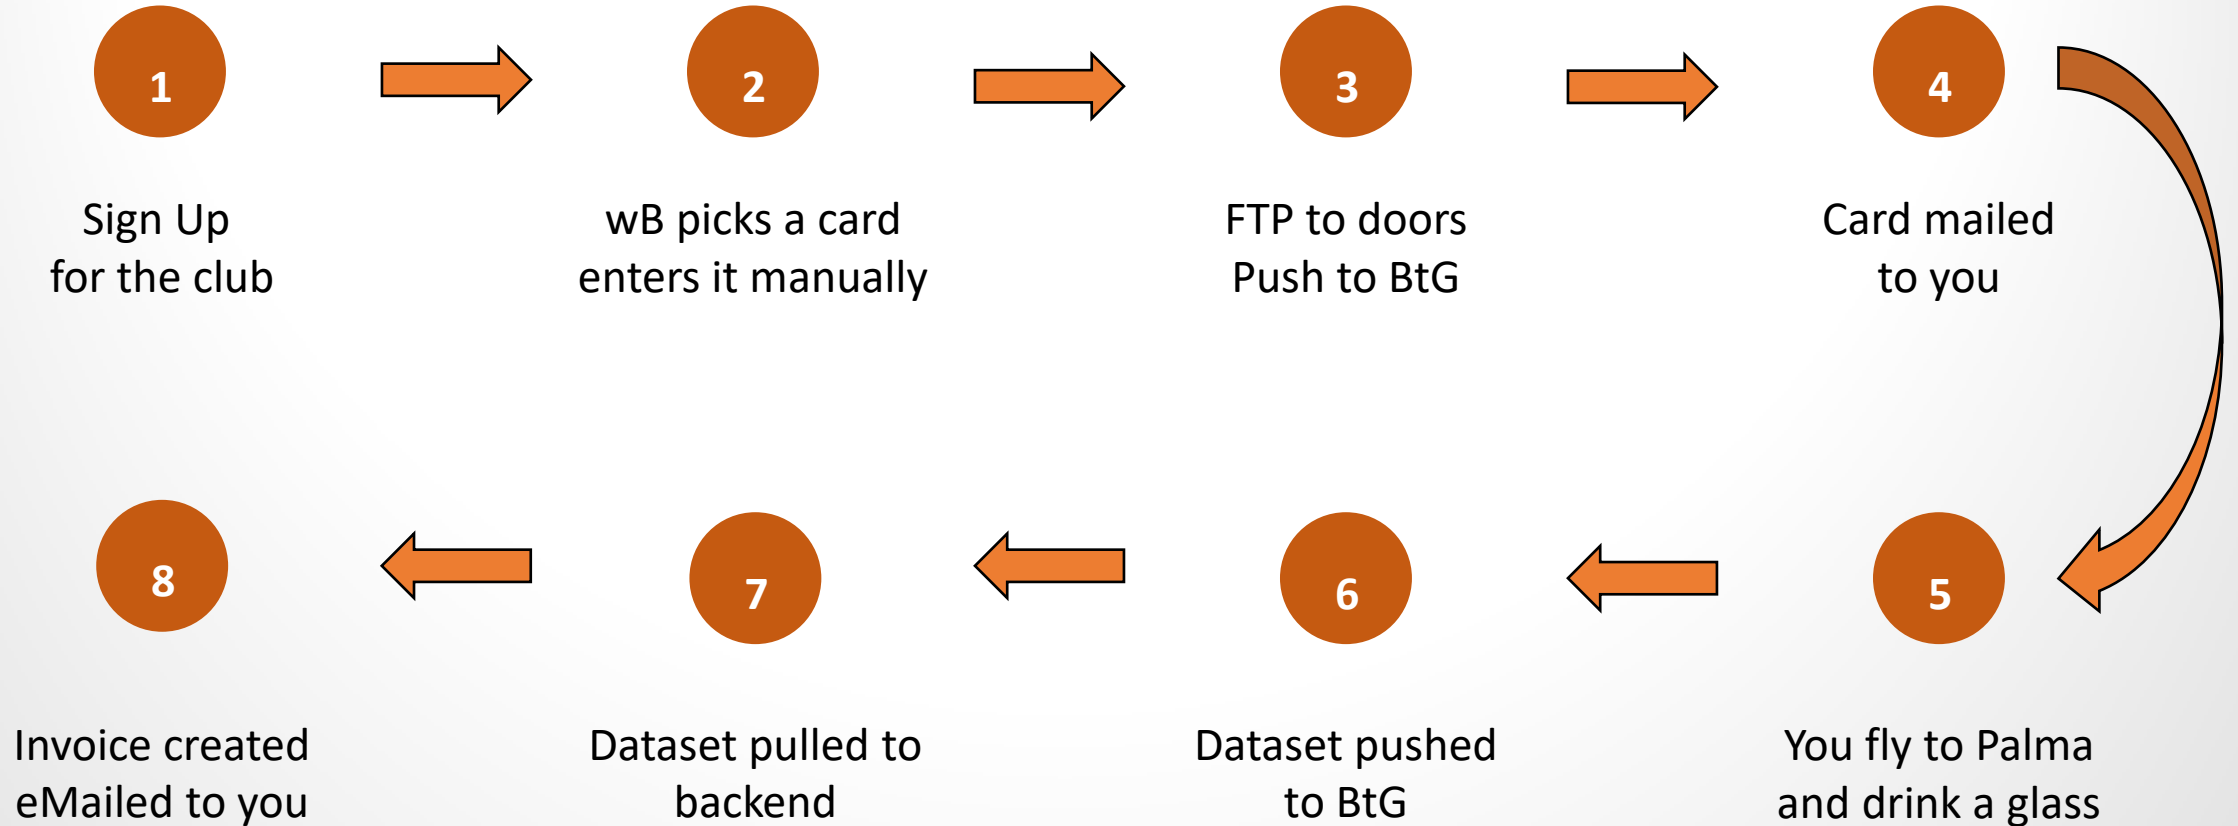 1
Sign Up
for the club
2
wB picks a card
enters it manually
3
FTP to doors
Push to BtG
4
Card mailed
to you
5
You fly to Palma
and drink a glass
6
Dataset pushed
to BtG
7
Dataset pulled to
backend
8
Invoice created
eMailed to you